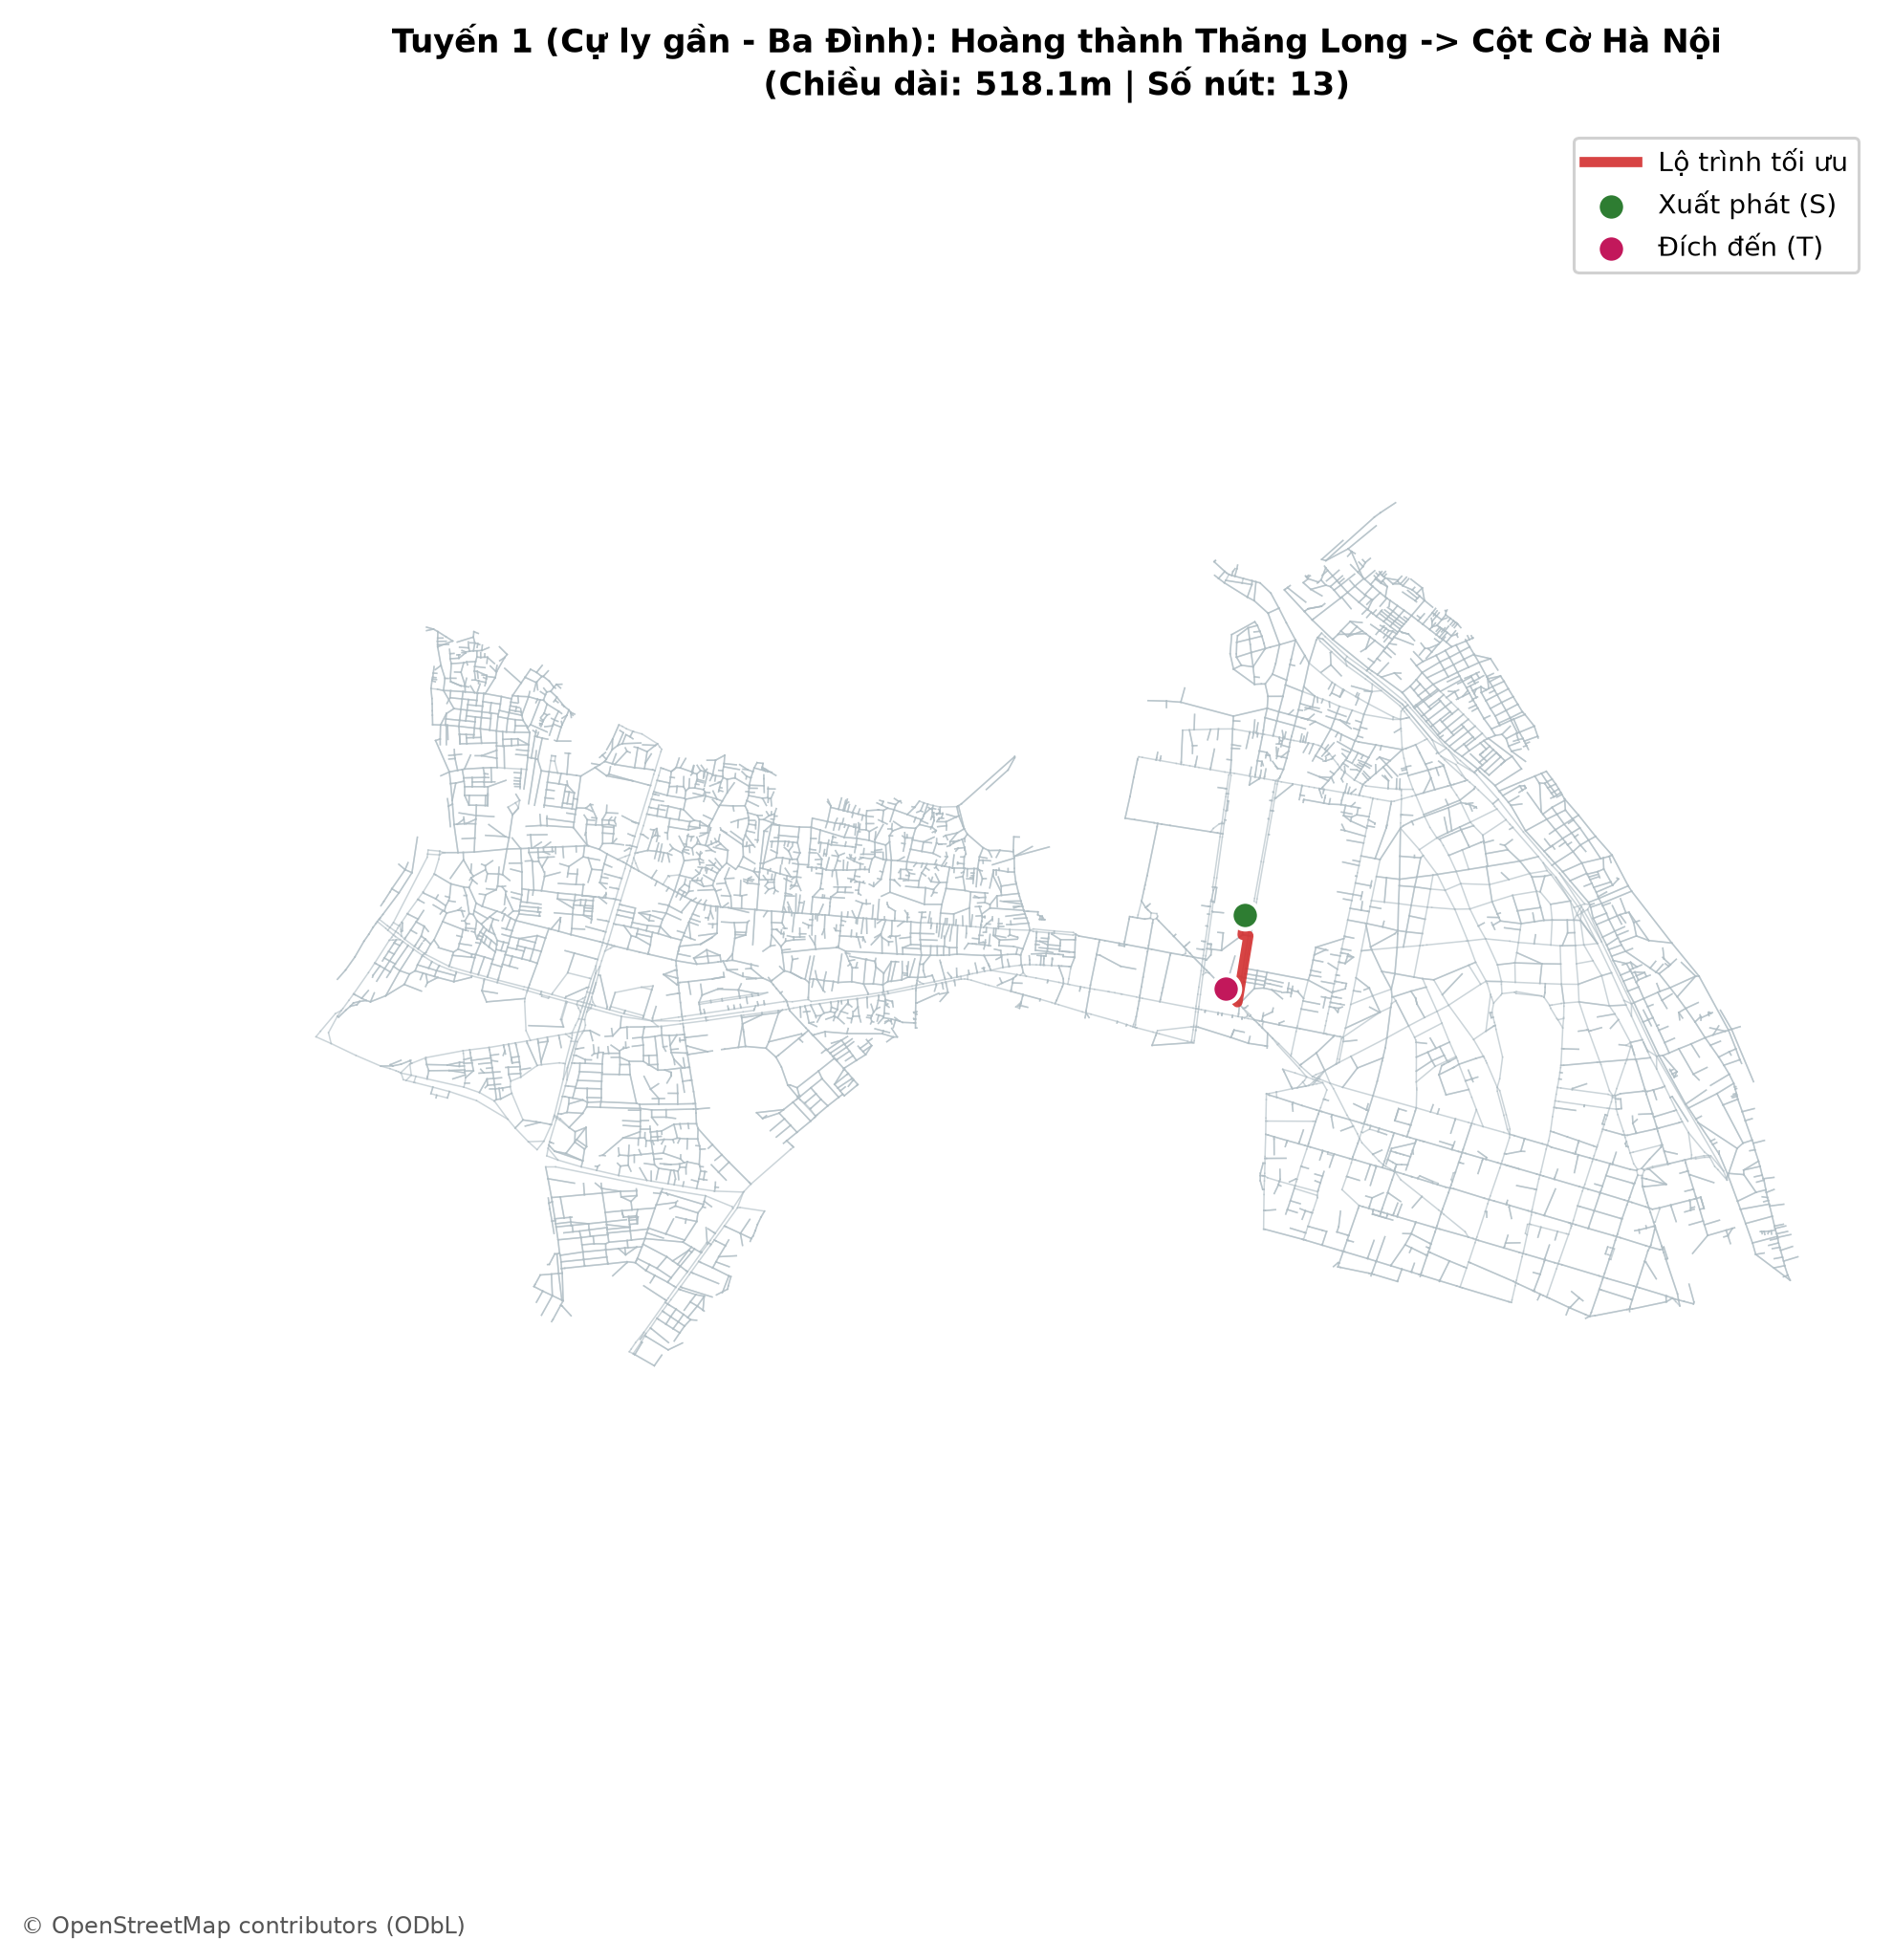 Tuyến 1 (Cự ly gần - Ba Đình): Hoàng thành Thăng Long -> Cột Cờ Hà Nội
(Chiều dài: 518.1m | Số nút: 13)
Lộ trình tối ưu
Xuất phát (S)
Đích đến (T)
© OpenStreetMap contributors (ODbL)